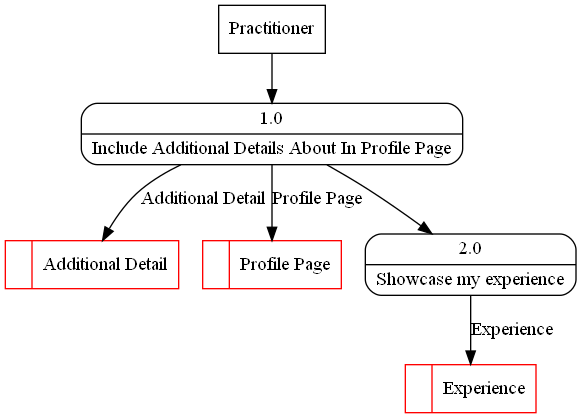 Practitioner
1.0
Include Additional Details About In Profile Page
Additional Detail
Profile Page
Additional Detail
Profile Page
2.0
Showcase my experience
Experience
Experience